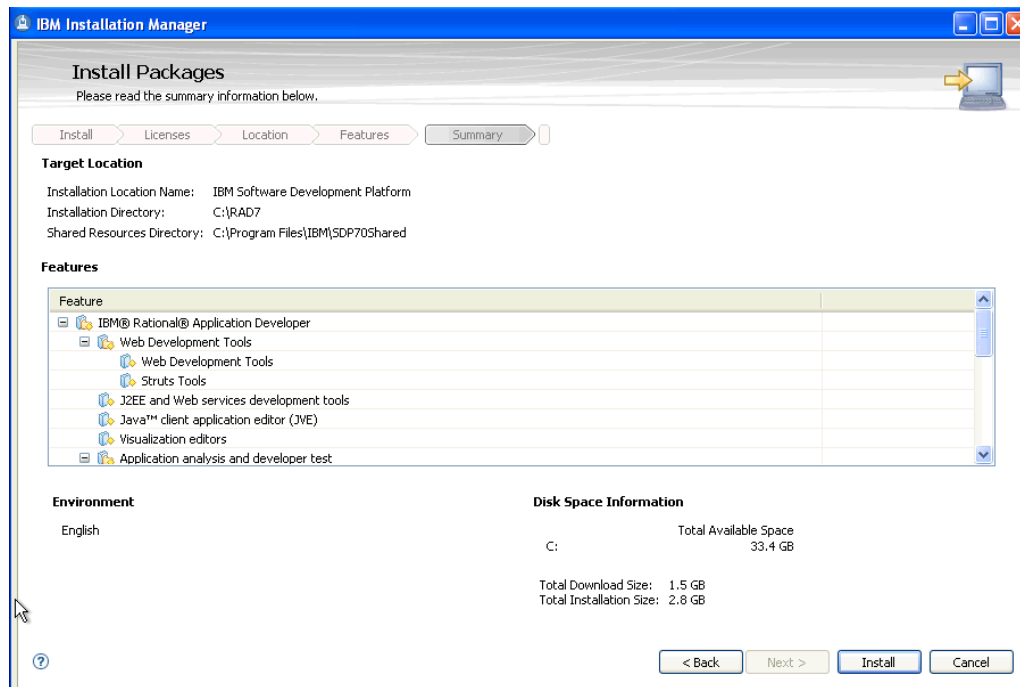 IBM Installation Manager
Install Packages
Please read the summary information below.
Install Licenses Location Features Summary
Target Location
Installation Location Name: IBM Software Development Platform
Installation Directory: C:\RAD7
Shared Resources Directory: C:\Program Files\IBM\SDP70Shared
Features
Feature
IBM® Rational® Application Developer
Web Development Tools
Web Development Tools
Struts Tools
J2EE and Web services development tools
Java™ client application editor (JVE)
Visualization editors
Application analysis and developer test
Environment
English
Disk Space Information
Total Available Space
C: 33.4 GB
Total Download Size: 1.5 GB
Total Installation Size: 2.8 GB
? < Back Next > Install Cancel